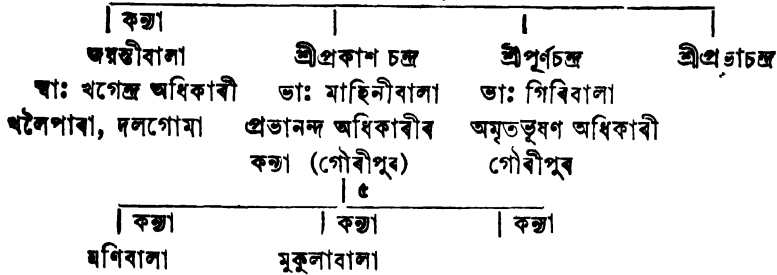 কন্যা
জয়ন্তীবালা শ্ৰীপ্ৰকাশ চন্দ্ৰ শ্ৰীপূৰ্ণচন্দ্ৰ শ্ৰীপ্ৰভাচন্দ্ৰ
স্বা: খগেন্দ্ৰ অধিকাৰী ভা: মাহিনীবালা ভা: গিৰিবালা
থলৈপাৰা, দলগোমা প্ৰভানন্দ অধিকাৰীৰ অমৃতভূষণ অধিকাৰী
কন্যা (গৌৰীপুৰ) গৌৰীপুৰ
৫
কন্যা কন্যা কন্যা
মণিবালা মুকুলাবালা